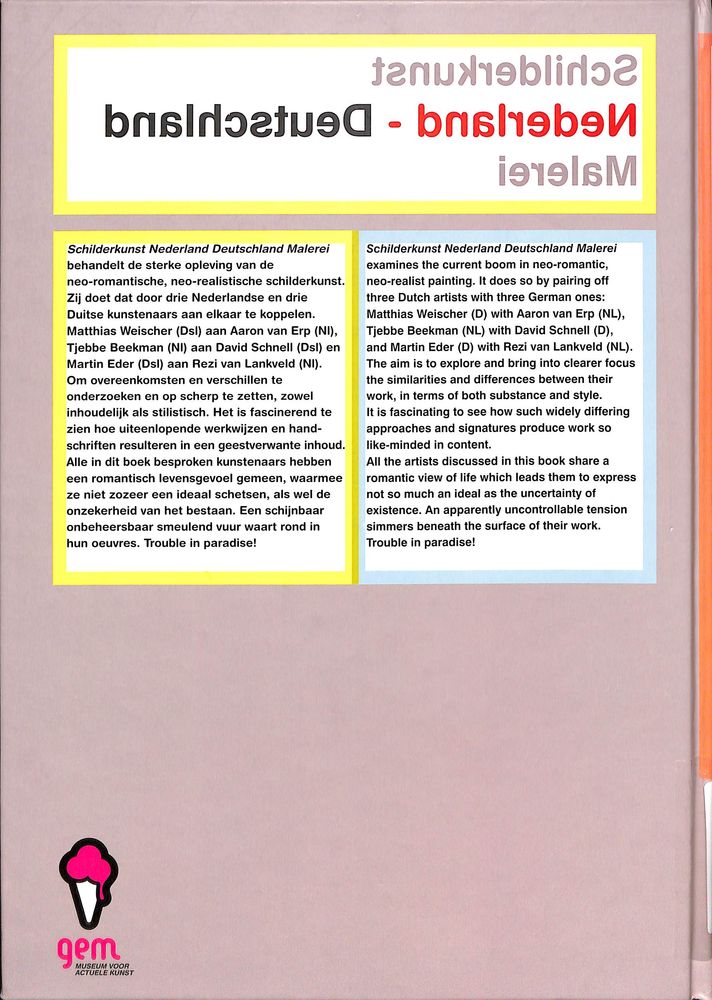 Schilderkunst
Nederland - Deutschland
Malerei
Schilderkunst Nederland Deutschland Malerei
behandelt de sterke opleving van de
neo-romantische, neo-realistische schilderkunst.
Zij doet dat door drie Nederlandse en drie
Duitse kunstenaars aan elkaar te koppelen.
Matthias Weischer (Dsl) aan Aaron van Erp (Nl),
Tjebbe Beekman (Nl) aan David Schnell (Dsl) en
Martin Eder (Dsl) aan Rezi van Lankveld (Nl).
Om overeenkomsten en verschillen te
onderzoeken en op scherp te zetten, zowel
inhoudelijk als stilistisch. Het is fascinerend te
zien hoe uiteenlopende werkwijzen en hand-
schriften resulteren in een geestverwante inhoud.
Alle in dit boek besproken kunstenaars hebben
een romantisch levensgevoel gemeen, waarmee
ze niet zozeer een ideaal schetsen, als wel de
onzekerheid van het bestaan. Een schijnbaar
onbeheersbaar smeulend vuur waart rond in
hun oeuvres. Trouble in paradise!
Schilderkunst Nederland Deutschland Malerei
examines the current boom in neo-romantic,
neo-realist painting. It does so by pairing off
three Dutch artists with three German ones:
Matthias Weischer (D) with Aaron van Erp (NL),
Tjebbe Beekman (NL) with David Schnell (D),
and Martin Eder (D) with Rezi van Lankveld (NL).
The aim is to explore and bring into clearer focus
the similarities and differences between their
work, in terms of both substance and style.
It is fascinating to see how such widely differing
approaches and signatures produce work so
like-minded in content.
All the artists discussed in this book share a
romantic view of life which leads them to express
not so much an ideal as the uncertainty of
existence. An apparently uncontrollable tension
simmers beneath the surface of their work.
Trouble in paradise!
gem
MUSEUM VOOR
ACTUELE KUNST